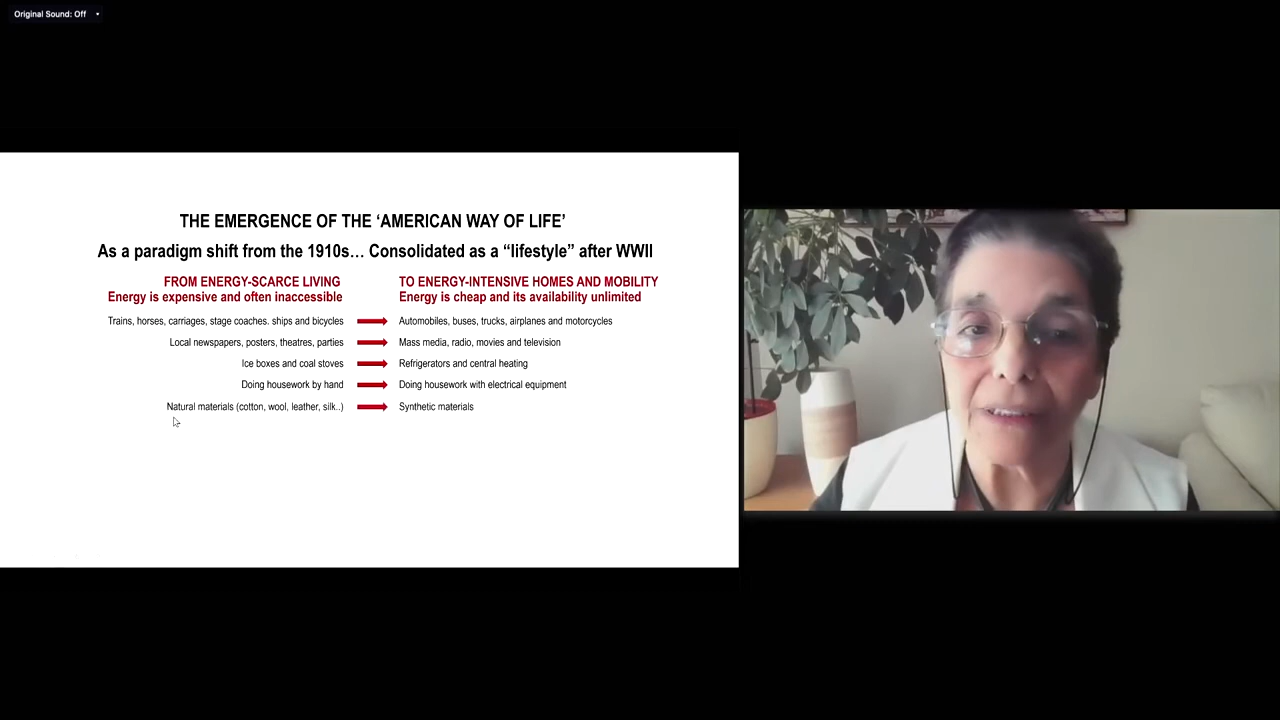 Original Sound: Off
THE EMERGENCE OF THE ‘AMERICAN WAY OF LIFE’
As a paradigm shift from the 1910s… Consolidated as a “lifestyle” after WWII
FROM ENERGY-SCARCE LIVING
Energy is expensive and often inaccessible
TO ENERGY-INTENSIVE HOMES AND MOBILITY
Energy is cheap and its availability unlimited
Trains, horses, carriages, stage coaches. ships and bicycles
Automobiles, buses, trucks, airplanes and motorcycles
Local newspapers, posters, theatres, parties
Mass media, radio, movies and television
Ice boxes and coal stoves
Refrigerators and central heating
Doing housework by hand
Doing housework with electrical equipment
Natural materials (cotton, wool, leather, silk..)
Synthetic materials